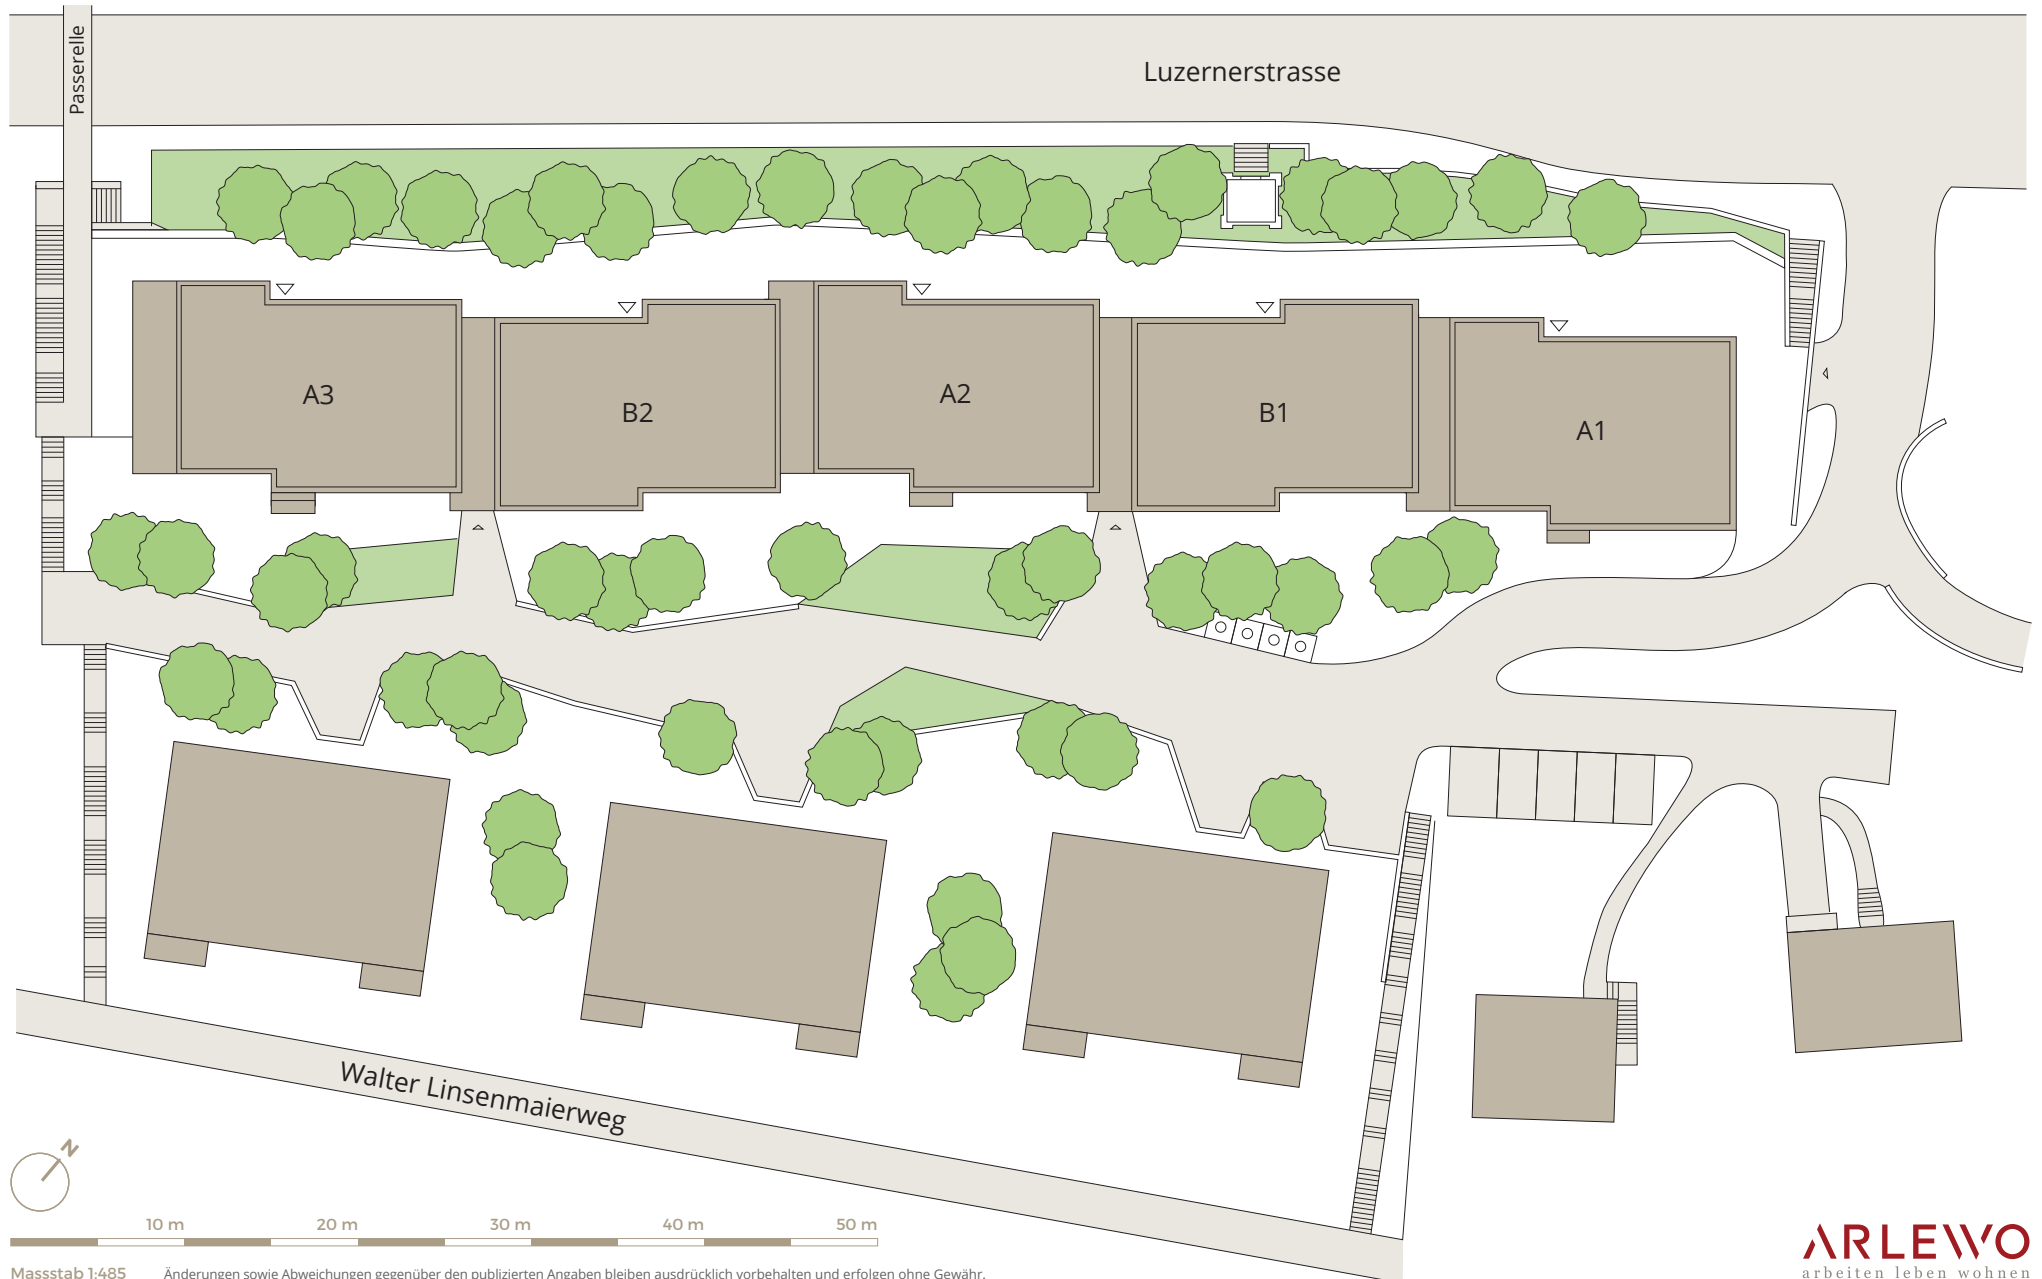 Passerelle
Luzernerstrasse
A3
B2
A2
B1
A1
Walter Linsenmaierweg
N
10 m 20 m 30 m 40 m 50 m
Massstab 1:485
Änderungen sowie Abweichungen gegenüber den publizierten Angaben bleiben ausdrücklich vorbehalten und erfolgen ohne Gewähr.
ARLEWO
arbeiten leben wohnen